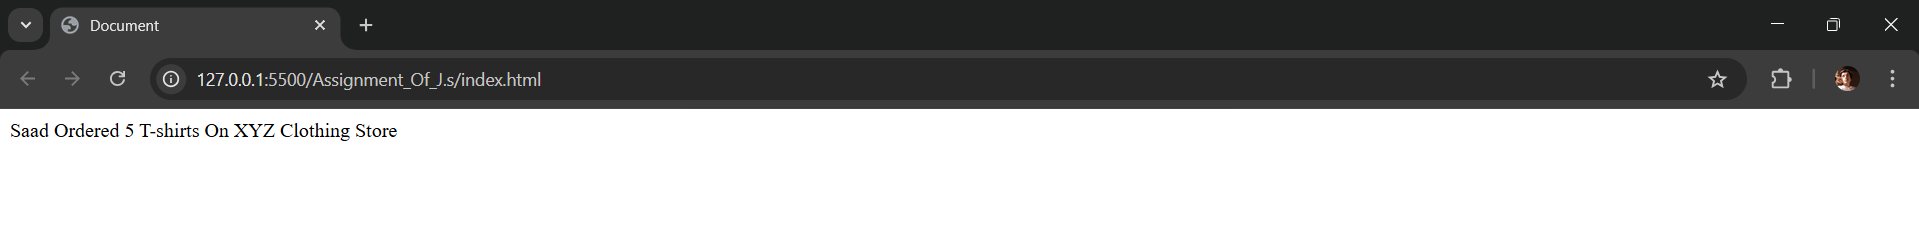 Document
127.0.0.1:5500/Assignment_Of_J.s/index.html
Saad Ordered 5 T-shirts On XYZ Clothing Store